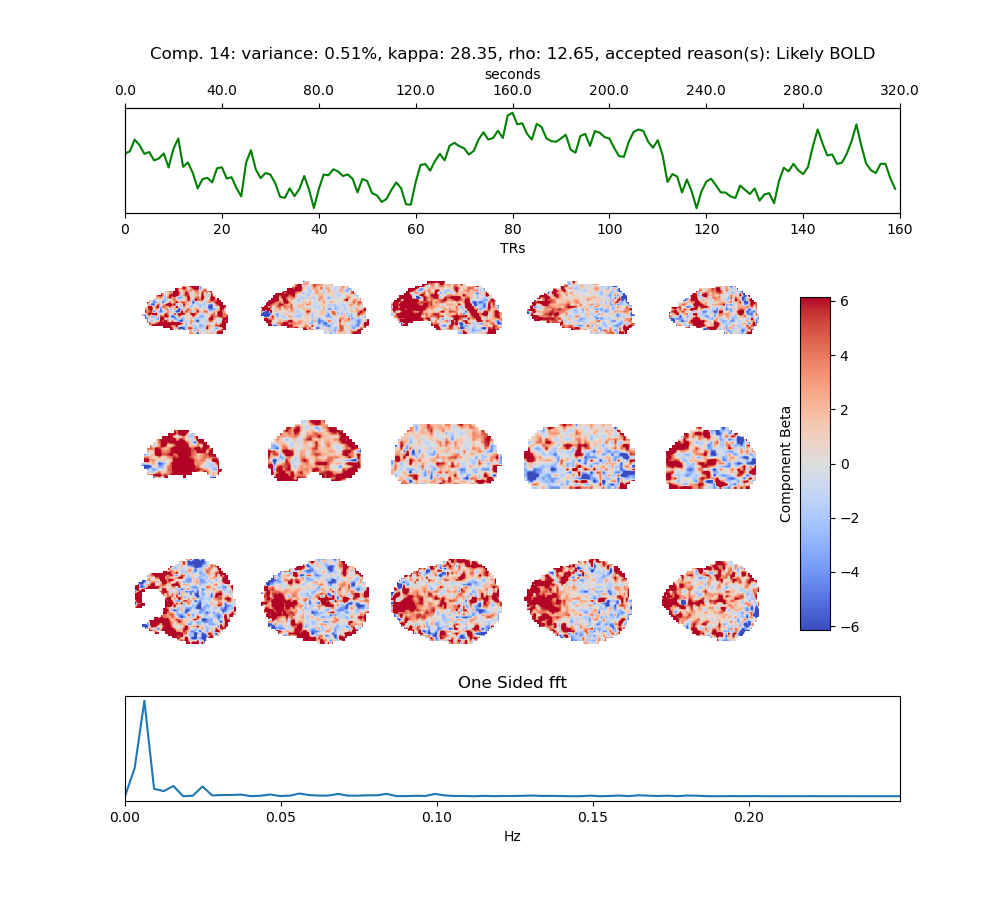 Comp. 14: variance: 0.51%, kappa: 28.35, rho: 12.65, accepted reason(s): Likely BOLD
seconds
0.0 40.0 80.0 120.0 160.0 200.0 240.0 280.0 320.0
0 20 40 60 80 100 120 140 160
TRs
6
4
2
0
−2
−4
−6
Component Beta
One Sided fft
0.00 0.05 0.10 0.15 0.20
Hz